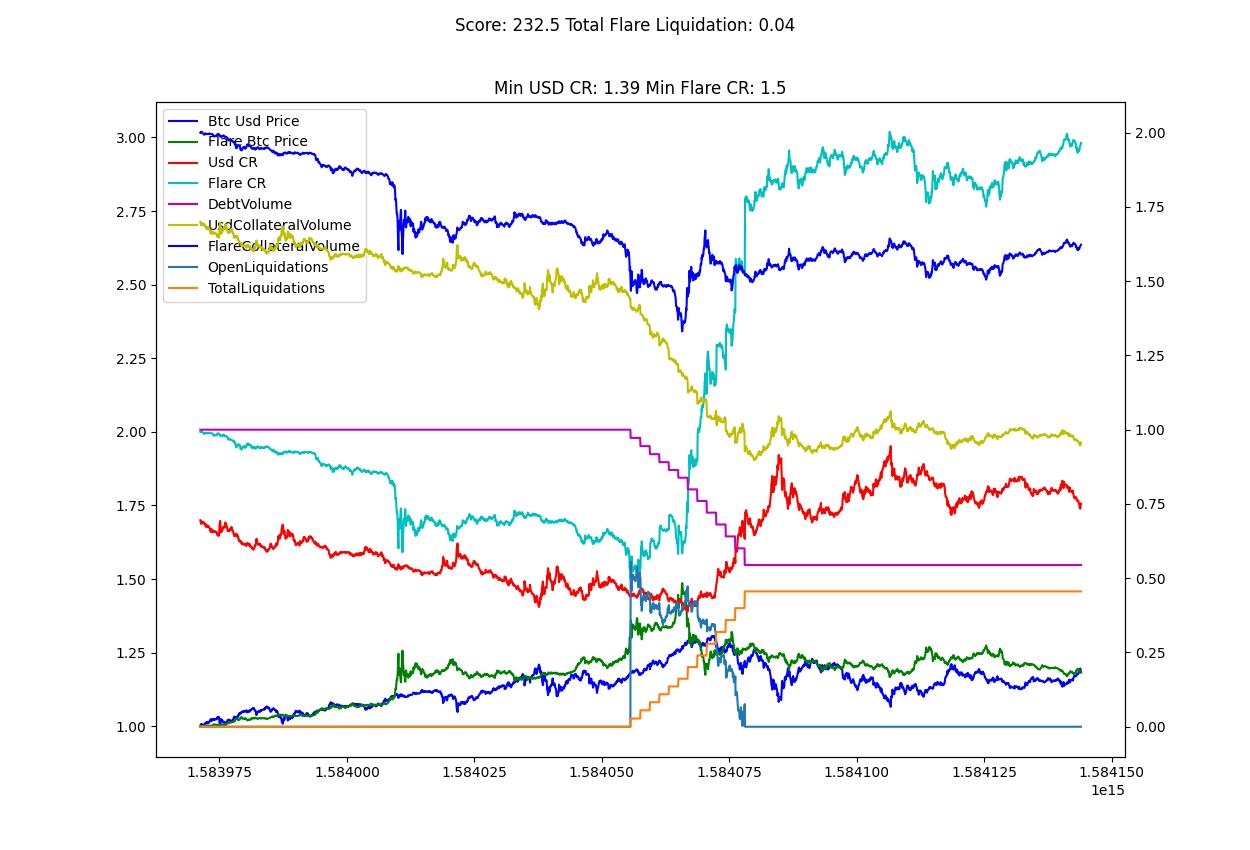 Score: 232.5 Total Flare Liquidation: 0.04
Min USD CR: 1.39 Min Flare CR: 1.5
Btc Usd Price
Flare Btc Price
Usd CR
Flare CR
DebtVolume
UsdCollateralVolume
FlareCollateralVolume
OpenLiquidations
TotalLiquidations
3.00
2.75
2.50
2.25
2.00
1.75
1.50
1.25
1.00
2.00
1.75
1.50
1.25
1.00
0.75
0.50
0.25
0.00
1.583975 1.584000 1.584025 1.584050 1.584075 1.584100 1.584125 1.584150
1e15